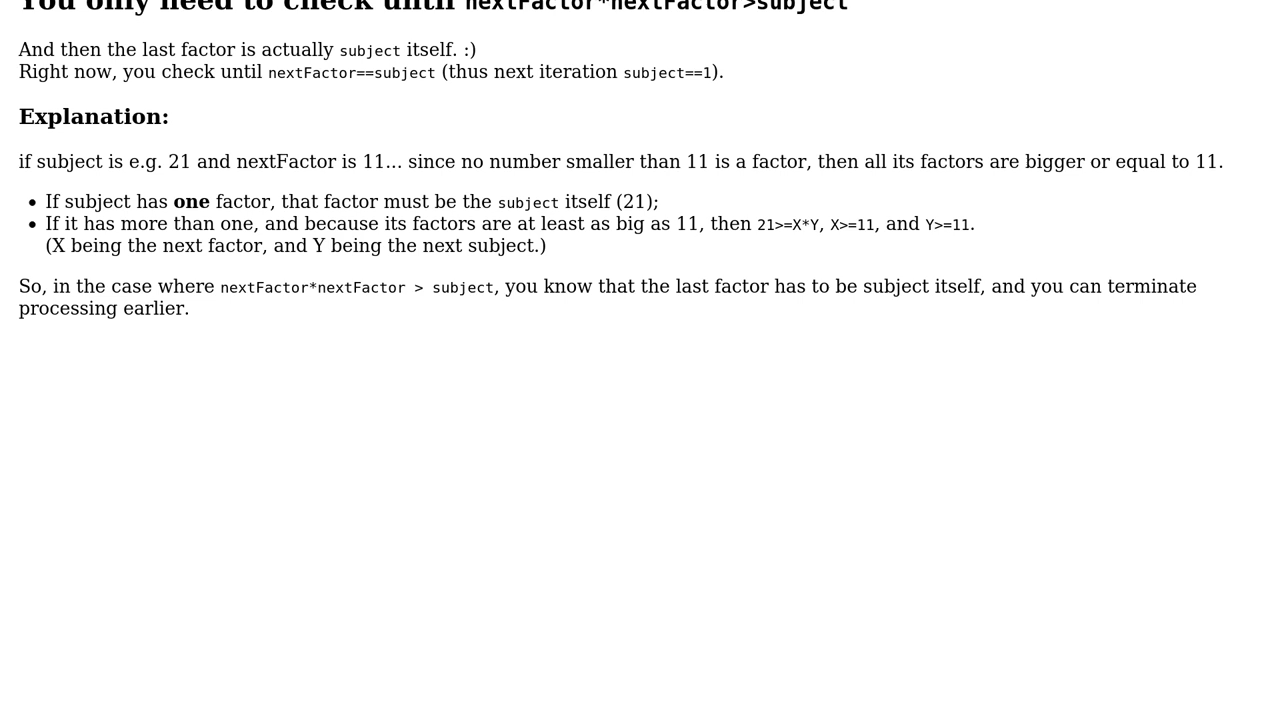 You only need to check until nextFactor*nextFactor>subject
And then the last factor is actually subject itself. :)
Right now, you check until nextFactor==subject (thus next iteration subject==1).
Explanation:
if subject is e.g. 21 and nextFactor is 11... since no number smaller than 11 is a factor, then all its factors are bigger or equal to 11.
• If subject has one factor, that factor must be the subject itself (21);
• If it has more than one, and because its factors are at least as big as 11, then 21>=X*Y, X>=11, and Y>=11.
(X being the next factor, and Y being the next subject.)
So, in the case where nextFactor*nextFactor > subject, you know that the last factor has to be subject itself, and you can terminate
processing earlier.